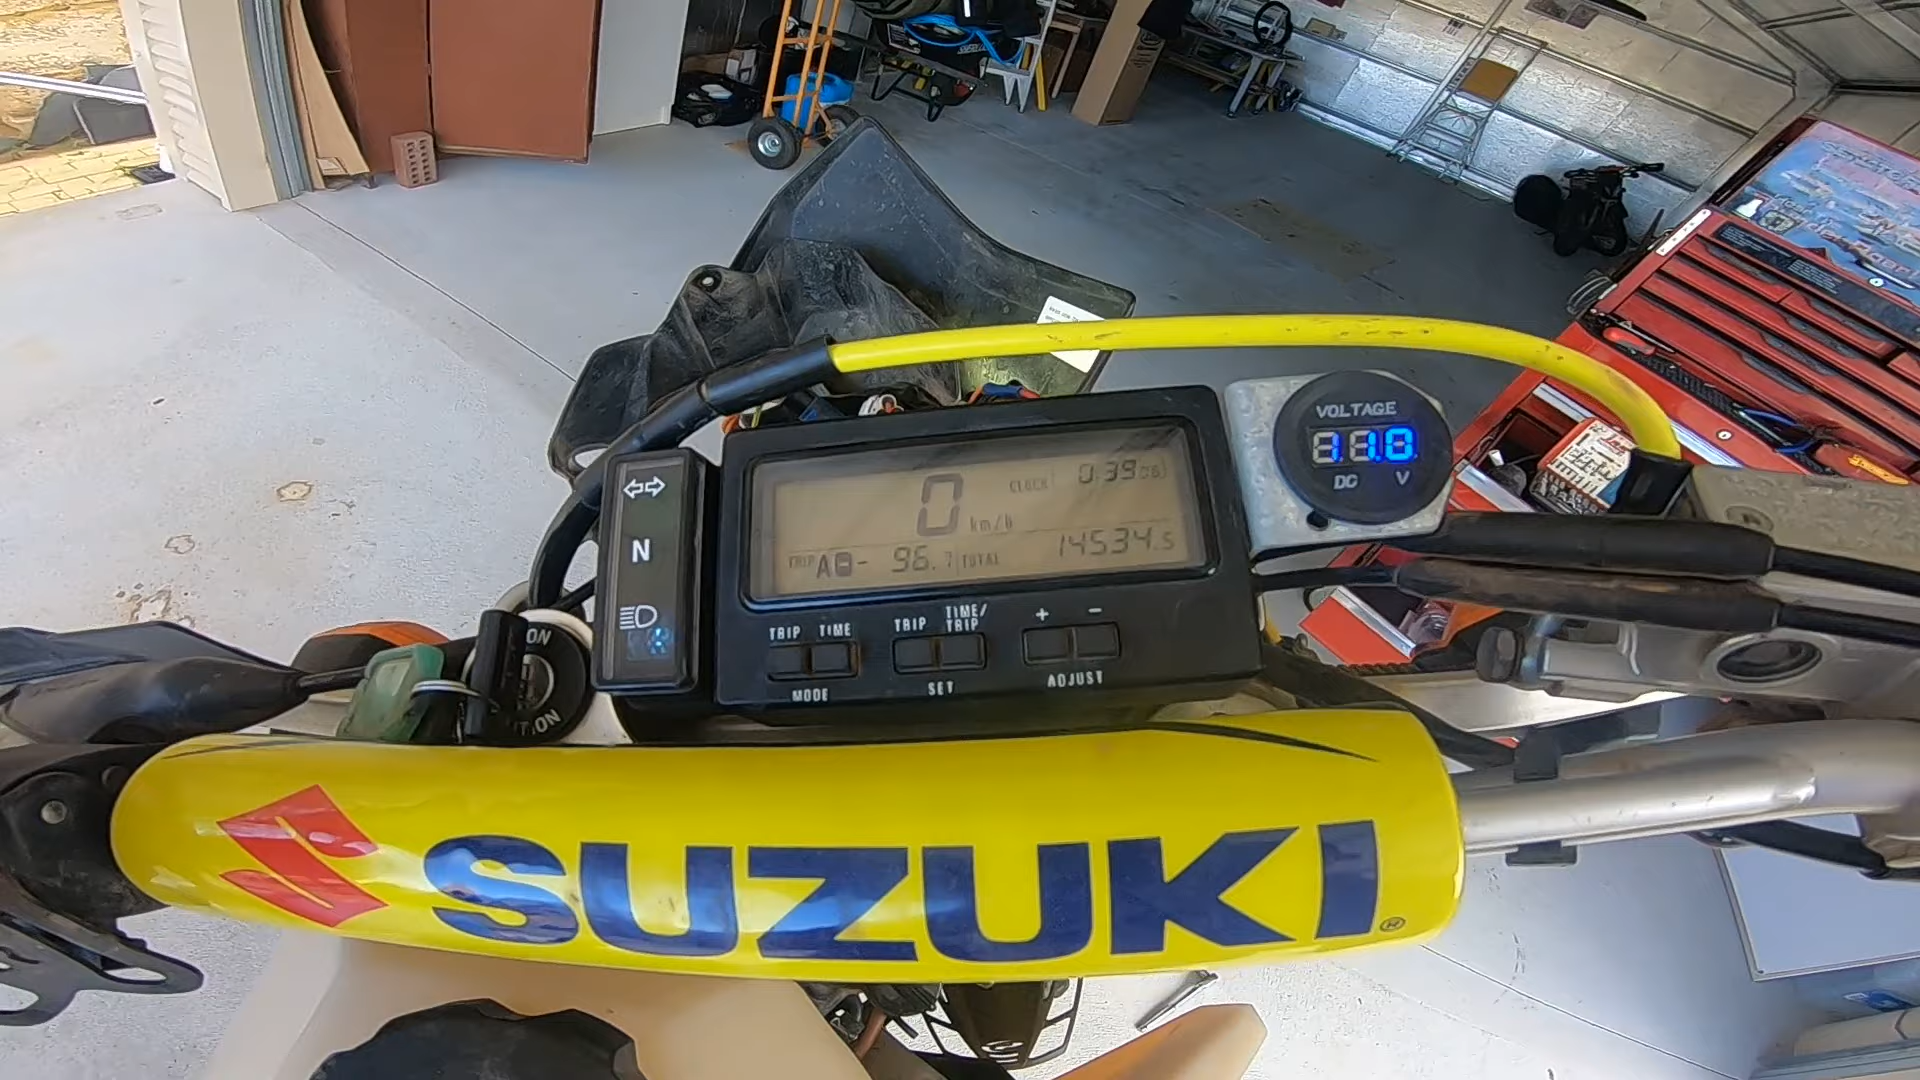 VOLTAGE
11.0
DC V
0
km/h
CLOCK 0:39
TRIP A - 96.7 TOTAL 14534.5
N
TRIP TIME
MODE
TRIP TIME/
TRIP
SET
+ -
ADJUST
ON
SUZUKI